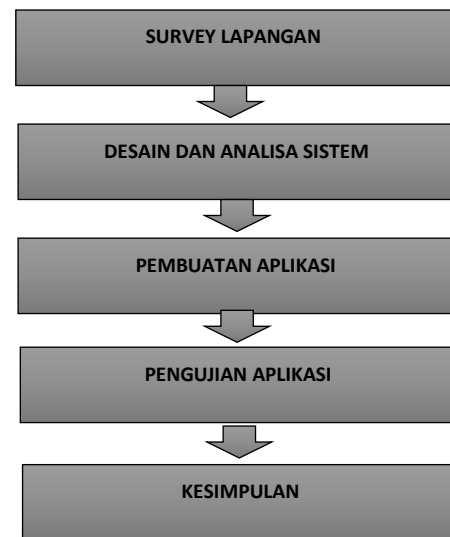 SURVEY LAPANGAN
DESAIN DAN ANALISA SISTEM
PEMBUATAN APLIKASI
PENGUJIAN APLIKASI
KESIMPULAN